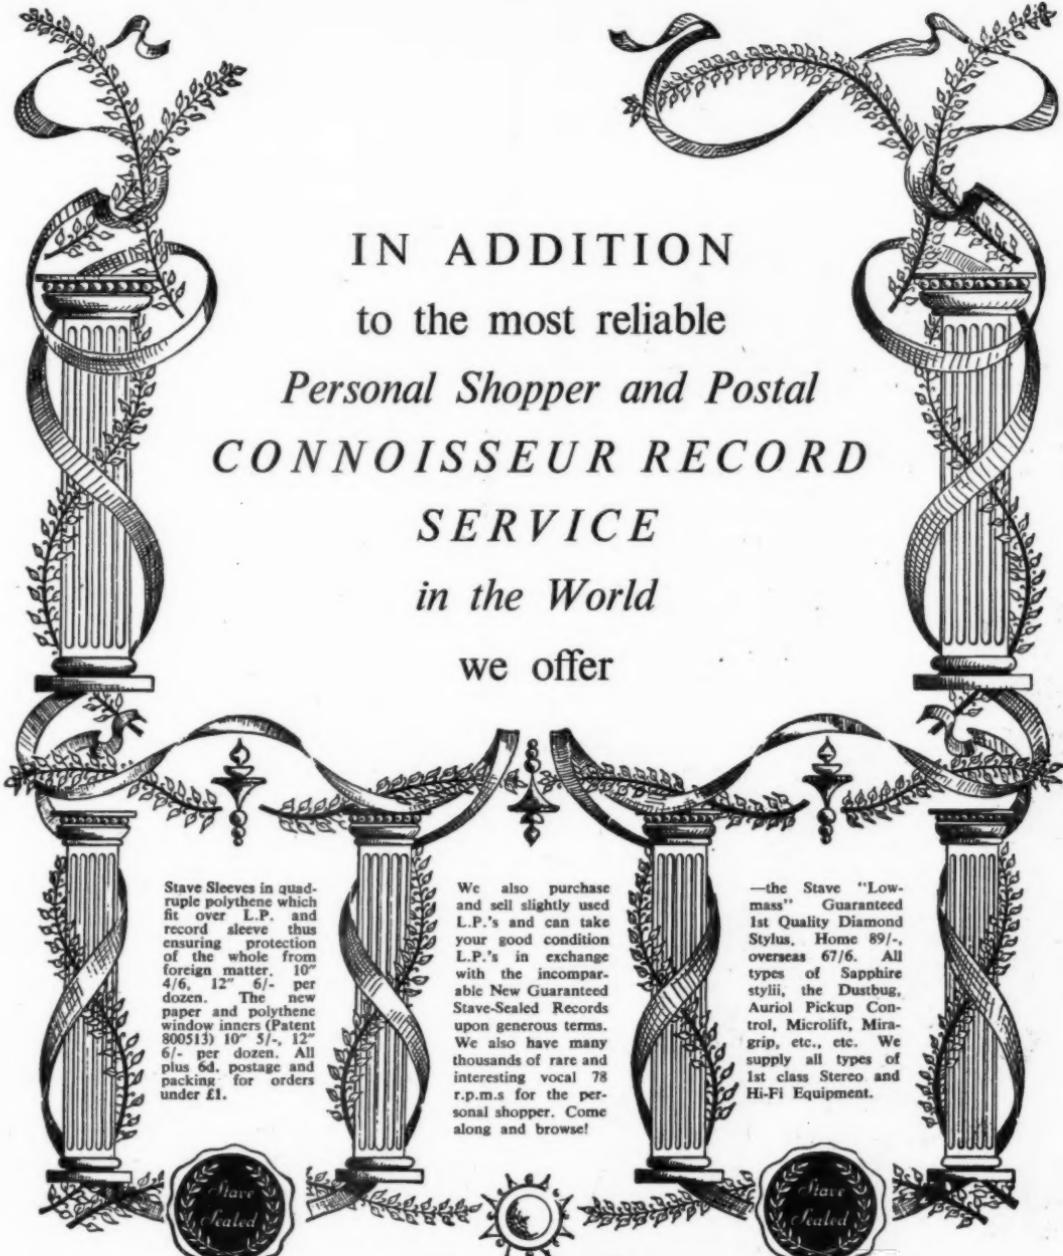 IN ADDITION
to the most reliable
Personal Shopper and Postal
CONNOISSEUR RECORD
SERVICE
in the World
we offer
Stave Sleeves in quad-
ruple polythene which
fit over L.P. and
record sleeve thus
ensuring protection
of the whole from
foreign matter. 10"
4/6, 12" 6/- per
dozen. The new
paper and polythene
window inners (Patent
800513) 10" 5/-, 12"
6/- per dozen. All
plus 6d. postage and
packing for orders
under £1.
We also purchase
and sell slightly used
L.P.'s and can take
your good condition
L.P.'s in exchange
with the incompar-
able New Guaranteed
Stave-Sealed Records
upon generous terms.
We also have many
thousands of rare and
interesting vocal 78
r.p.m.s for the per-
sonal shopper. Come
along and browse!
—the Stave "Low-
mass" Guaranteed
1st Quality Diamond
Stylus. Home 89/-,
overseas 67/6. All
types of Sapphire
stylii, the Dustbug,
Auriol Pickup Con-
trol, Microlift, Mira-
grip, etc., etc. We
supply all types of
1st class Stereo and
Hi-Fi Equipment.
Stave
Sealed
Stave
Sealed